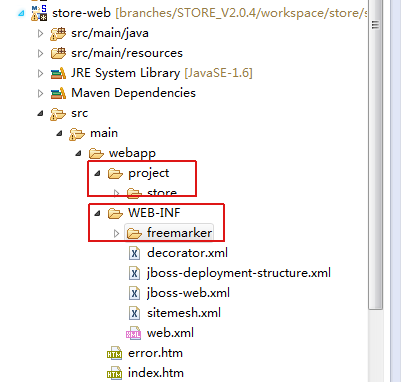 store-web [branches/STORE_V2.0.4/workspace/store/s
src/main/java
src/main/resources
JRE System Library [JavaSE-1.6]
Maven Dependencies
src
main
webapp
project
store
WEB-INF
freemarker
decorator.xml
jboss-deployment-structure.xml
jboss-web.xml
sitemesh.xml
web.xml
error.htm
index.htm